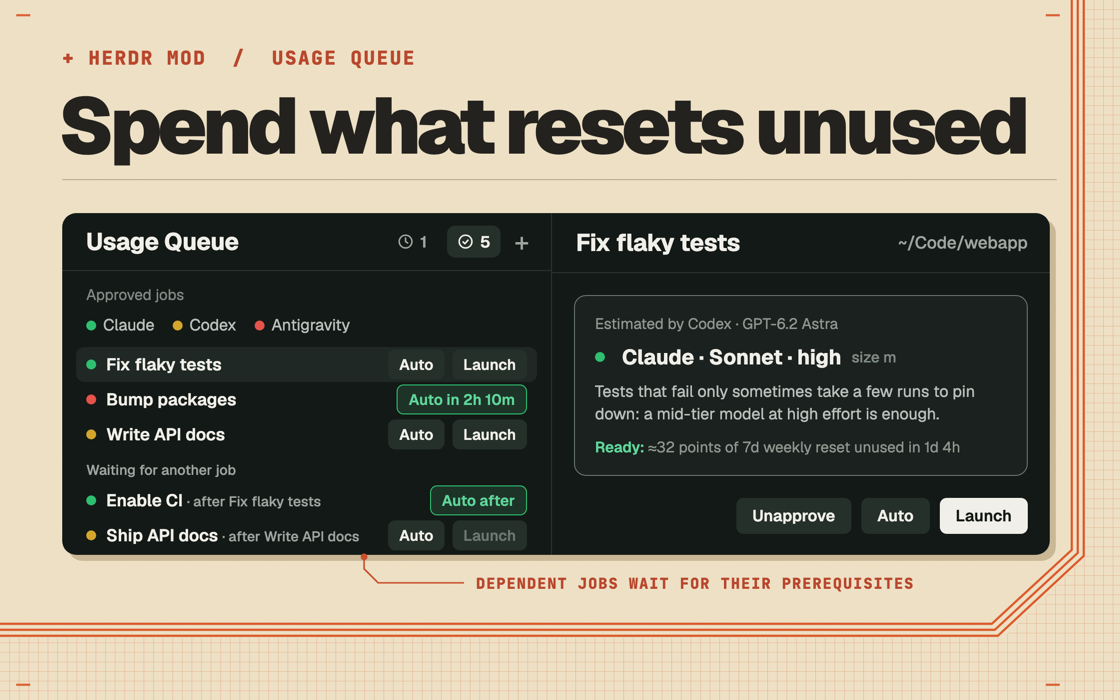 + HERDR MOD / USAGE QUEUE
Spend what resets unused
Usage Queue
1
5
+
Approved jobs
Claude
Codex
Antigravity
Fix flaky tests
Auto
Launch
Bump packages
Auto in 2h 10m
Write API docs
Auto
Launch
Waiting for another job
Enable CI · after Fix flaky tests
Auto after
Ship API docs · after Write API docs
Auto
Launch
Fix flaky tests
~/Code/webapp
Estimated by Codex · GPT-6.2 Astra
Claude · Sonnet · high size m
Tests that fail only sometimes take a few runs to pin
down: a mid-tier model at high effort is enough.
Ready: ≈32 points of 7d weekly reset unused in 1d 4h
Unapprove
Auto
Launch
DEPENDENT JOBS WAIT FOR THEIR PREREQUISITES